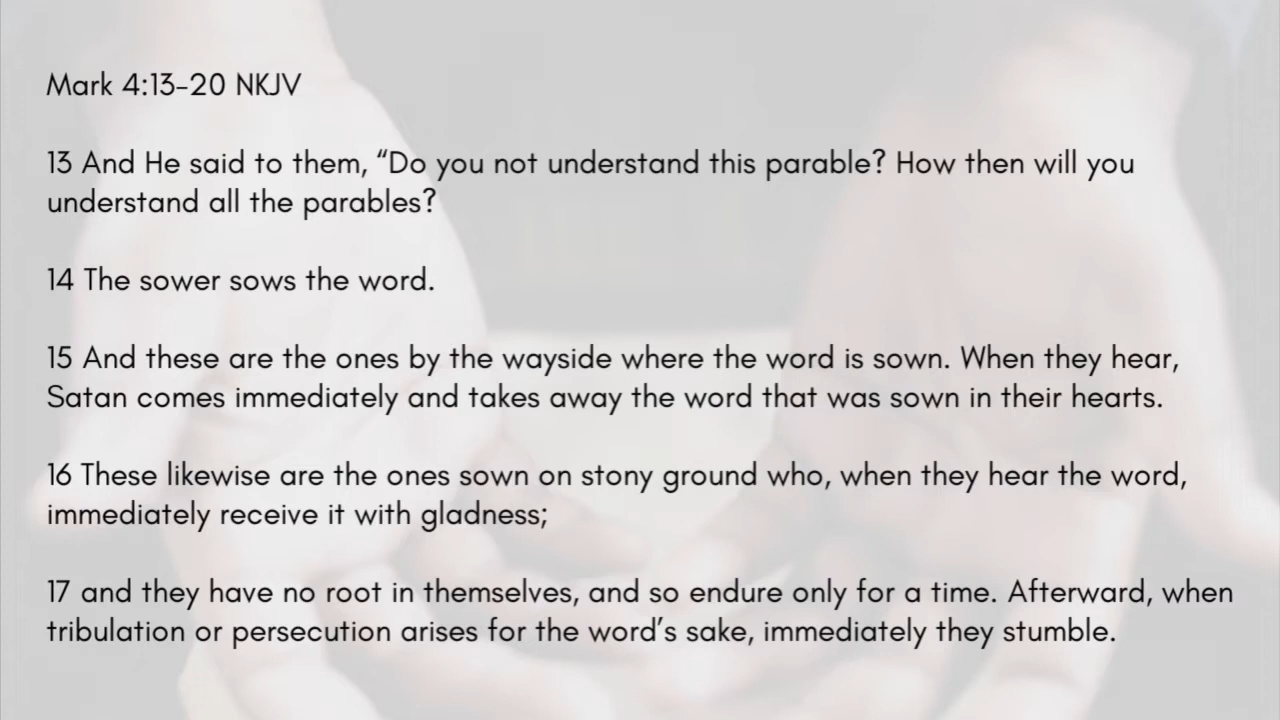 Mark 4:13-20 NKJV
13 And He said to them, “Do you not understand this parable? How then will you
understand all the parables?
14 The sower sows the word.
15 And these are the ones by the wayside where the word is sown. When they hear,
Satan comes immediately and takes away the word that was sown in their hearts.
16 These likewise are the ones sown on stony ground who, when they hear the word,
immediately receive it with gladness;
17 and they have no root in themselves, and so endure only for a time. Afterward, when
tribulation or persecution arises for the word’s sake, immediately they stumble.